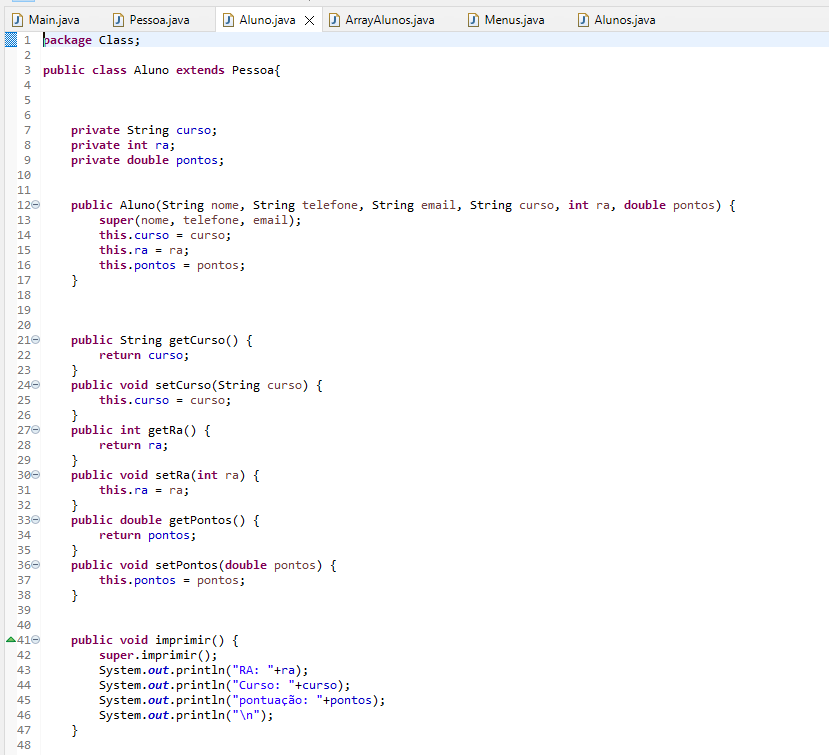 Main.java Pessoa.java Aluno.java ArrayAlunos.java Menus.java Alunos.java
1 package Class;
2
3 public class Aluno extends Pessoa{
4
5
6
7 private String curso;
8 private int ra;
9 private double pontos;
10
11
12 public Aluno(String nome, String telefone, String email, String curso, int ra, double pontos) {
13 super(nome, telefone, email);
14 this.curso = curso;
15 this.ra = ra;
16 this.pontos = pontos;
17 }
18
19
20
21 public String getCurso() {
22 return curso;
23 }
24 public void setCurso(String curso) {
25 this.curso = curso;
26 }
27 public int getRa() {
28 return ra;
29 }
30 public void setRa(int ra) {
31 this.ra = ra;
32 }
33 public double getPontos() {
34 return pontos;
35 }
36 public void setPontos(double pontos) {
37 this.pontos = pontos;
38 }
39
40
41 public void imprimir() {
42 super.imprimir();
43 System.out.println("RA: "+ra);
44 System.out.println("Curso: "+curso);
45 System.out.println("pontuação: "+pontos);
46 System.out.println("\n");
47 }
48